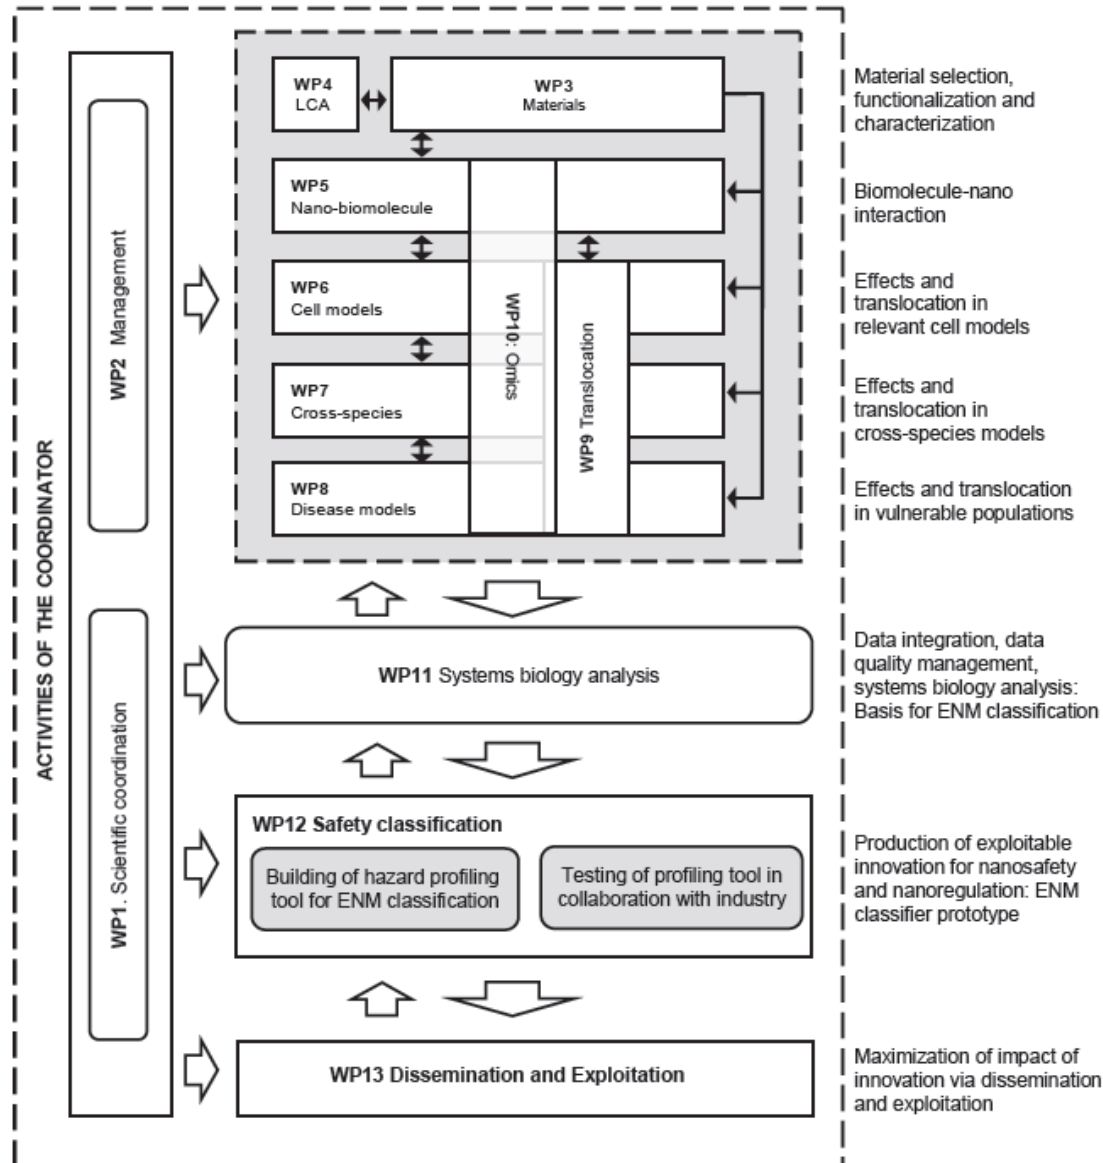 ACTIVITIES OF THE COORDINATOR
WP2 Management
WP1. Scientific coordination
WP4
LCA
WP3
Materials
Material selection,
functionalization and
characterization
WP5
Nano-biomolecule
Biomolecule-nano
interaction
WP6
Cell models
Effects and
translocation in
relevant cell models
WP10: Omics
WP9 Translocation
WP7
Cross-species
Effects and
translocation in
cross-species models
WP8
Disease models
Effects and translocation
in vulnerable populations
WP11 Systems biology analysis
Data integration, data
quality management,
systems biology analysis:
Basis for ENM classification
WP12 Safety classification
Building of hazard profiling
tool for ENM classification
Testing of profiling tool in
collaboration with industry
Production of exploitable
innovation for nanosafety
and nanoregulation: ENM
classifier prototype
WP13 Dissemination and Exploitation
Maximization of impact of
innovation via dissemination
and exploitation